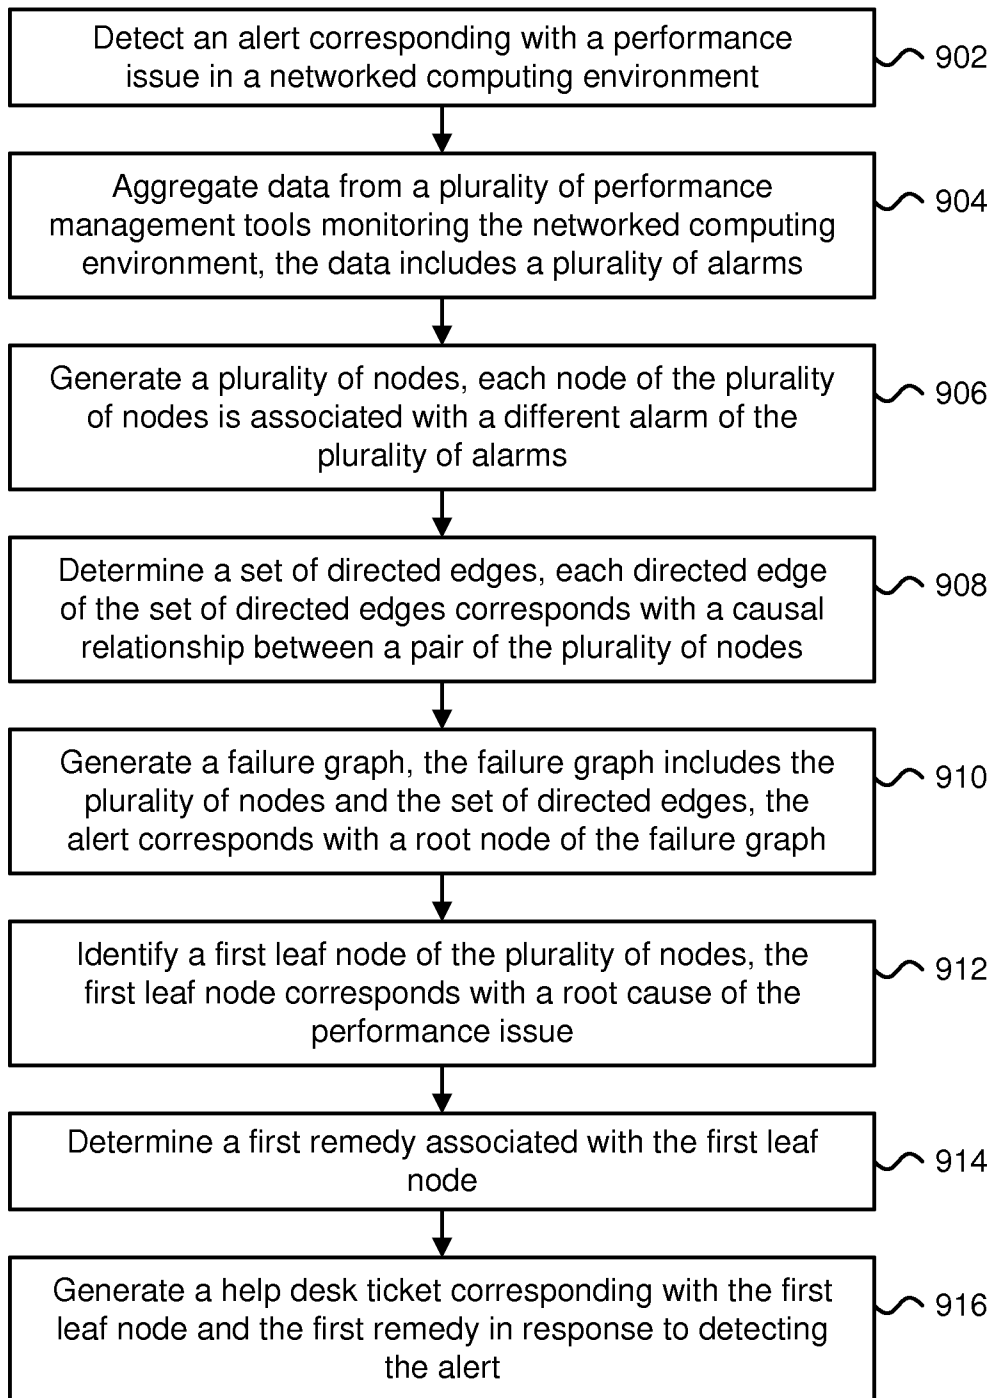 Detect an alert corresponding with a performance
issue in a networked computing environment
902
Aggregate data from a plurality of performance
management tools monitoring the networked computing
environment, the data includes a plurality of alarms
904
Generate a plurality of nodes, each node of the plurality
of nodes is associated with a different alarm of the
plurality of alarms
906
Determine a set of directed edges, each directed edge
of the set of directed edges corresponds with a causal
relationship between a pair of the plurality of nodes
908
Generate a failure graph, the failure graph includes the
plurality of nodes and the set of directed edges, the
alert corresponds with a root node of the failure graph
910
Identify a first leaf node of the plurality of nodes, the
first leaf node corresponds with a root cause of the
performance issue
912
Determine a first remedy associated with the first leaf
node
914
Generate a help desk ticket corresponding with the first
leaf node and the first remedy in response to detecting
the alert
916